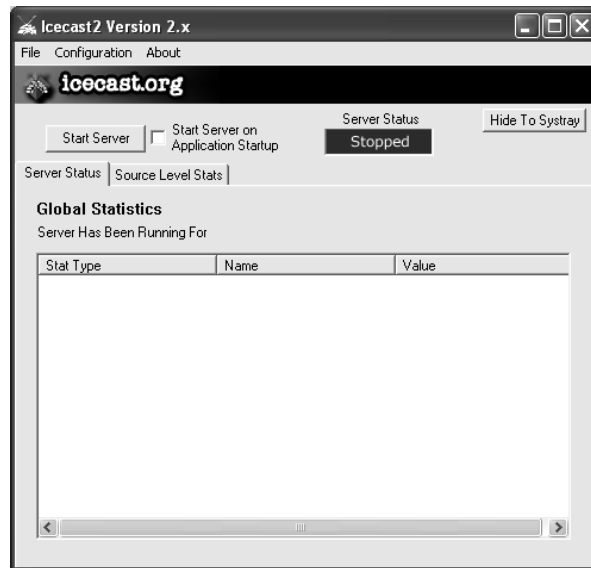 Icecast2 Version 2.x
File Configuration About
icecast.org
Start Server
Start Server on
Application Startup
Server Status
Stopped
Hide To Systray
Server Status Source Level Stats
Global Statistics
Server Has Been Running For
Stat Type Name Value